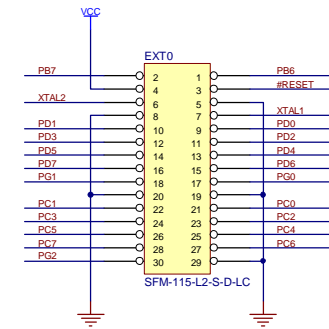 VCC
EXT0
PB7 2 1 PB6
4 3 #RESET
XTAL2 6 5
8 7 XTAL1
PD1 10 9 PD0
PD3 12 11 PD2
PD5 14 13 PD4
PD7 16 15 PD6
PG1 18 17 PG0
20 19
PC1 22 21 PC0
PC3 24 23 PC2
PC5 26 25 PC4
PC7 28 27 PC6
PG2 30 29
SFM-115-L2-S-D-LC